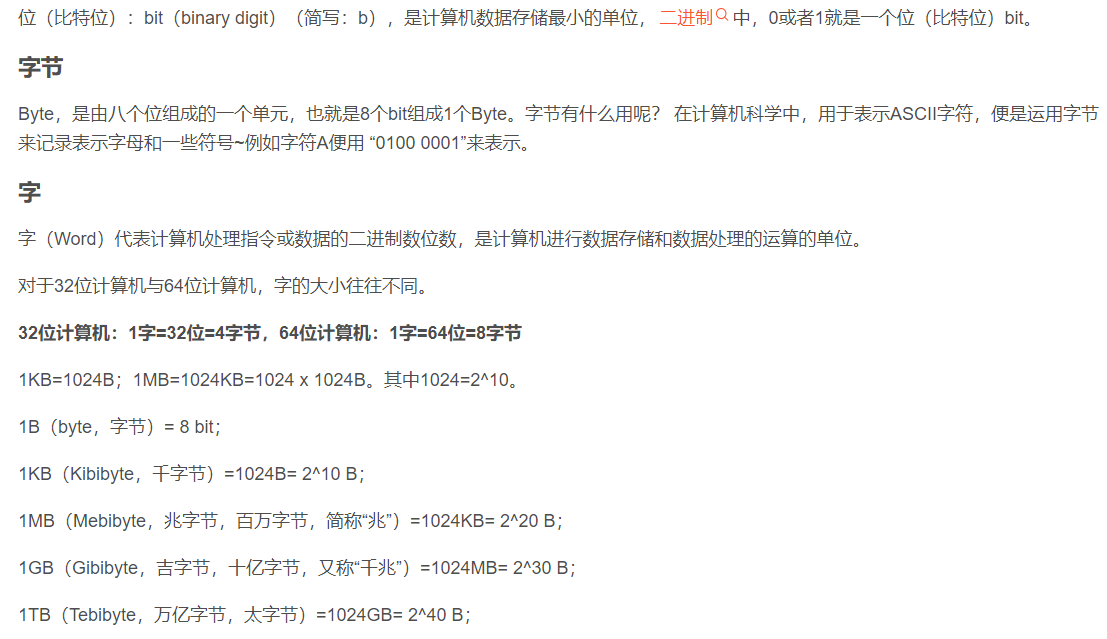 位（比特位）：bit（binary digit）（简写：b），是计算机数据存储最小的单位， 二进制中，0或者1就是一个位（比特位）bit。
字节
Byte，是由八个位组成的一个单元，也就是8个bit组成1个Byte。字节有什么用呢？ 在计算机科学中，用于表示ASCII字符，便是运用字节
来记录表示字母和一些符号~例如字符A便用 “0100 0001”来表示。
字
字（Word）代表计算机处理指令或数据的二进制数位数，是计算机进行数据存储和数据处理的运算的单位。
对于32位计算机与64位计算机，字的大小往往不同。
32位计算机：1字=32位=4字节，64位计算机：1字=64位=8字节
1KB=1024B；1MB=1024KB=1024 x 1024B。其中1024=2^10。
1B（byte，字节）= 8 bit；
1KB（Kibibyte，千字节）=1024B= 2^10 B；
1MB（Mebibyte，兆字节，百万字节，简称“兆”）=1024KB= 2^20 B；
1GB（Gibibyte，吉字节，十亿字节，又称“千兆”）=1024MB= 2^30 B；
1TB（Tebibyte，万亿字节，太字节）=1024GB= 2^40 B；